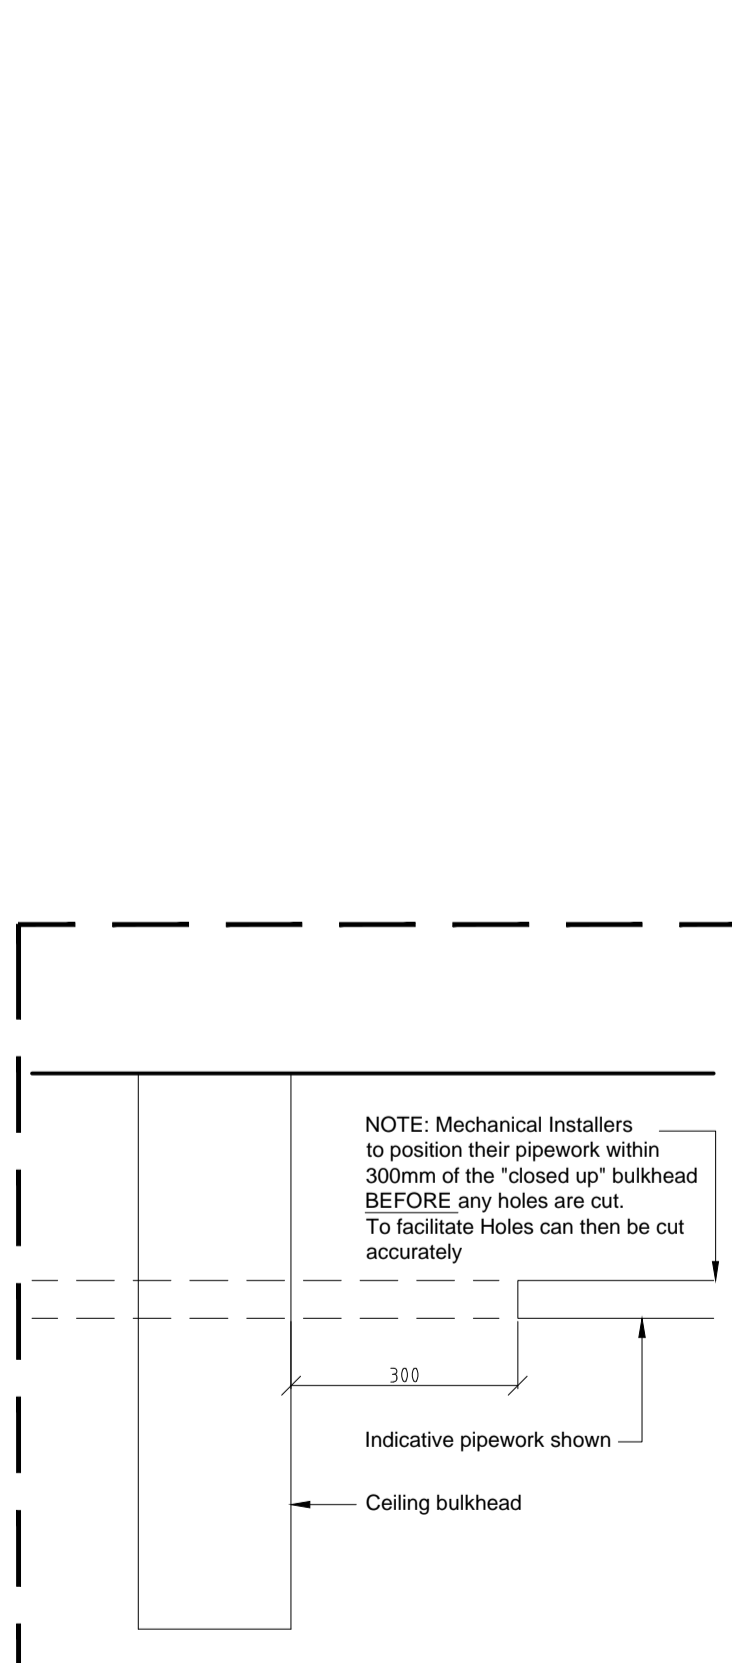 NOTE: Mechanical Installers
to position their pipework within
300mm of the "closed up" bulkhead
BEFORE any holes are cut.
To facilitate Holes can then be cut
accurately
300
Indicative pipework shown
Ceiling bulkhead